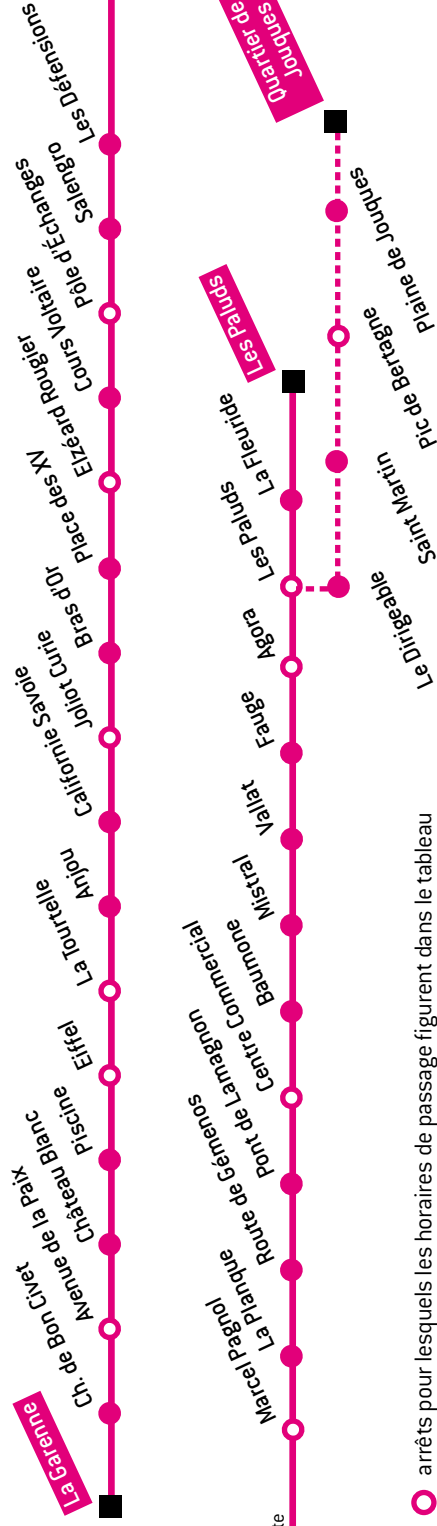 La Garenne
Ch. de Bon Civet
Avenue de la Paix
Château Blanc
Piscine
Eiffel
La Tourtelle
Anjou
Californie Savoie
Joliot Curie
Bras d'Or
Place des XV
Elzéard Rougier
Cours Voltaire
Pôle d'Échanges
Salengro
Les Défensions
Marcel Pagnol
La Planque
Route de Gémenos
Pont de Lamagnon
Centre Commercial
Baumone
Mistral
Vallat
Fauge
Agora
Les Paluds
La Fleuride
Les Paluds
Le Dirigeable
Saint Martin
Pic de Bertagne
Plaine de Jouques
Quartier de
Jouques
arrêts pour lesquels les horaires de passage figurent dans le tableau